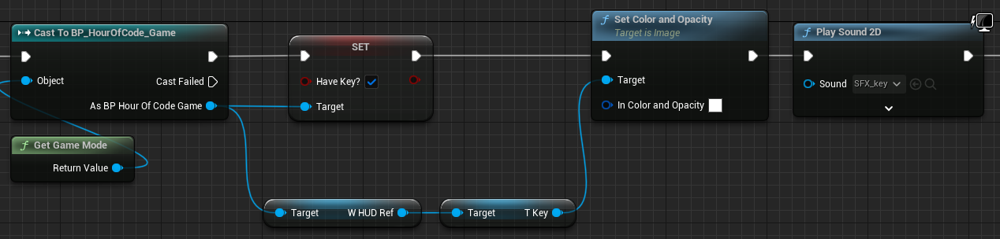 Cast To BP_HourOfCode_Game
Object
Cast Failed
As BP Hour Of Code Game
f Get Game Mode
Return Value
SET
Have Key?
Target
Target W HUD Ref
Target T Key
f Set Color and Opacity
Target is Image
Target
In Color and Opacity
f Play Sound 2D
Sound SFX_key